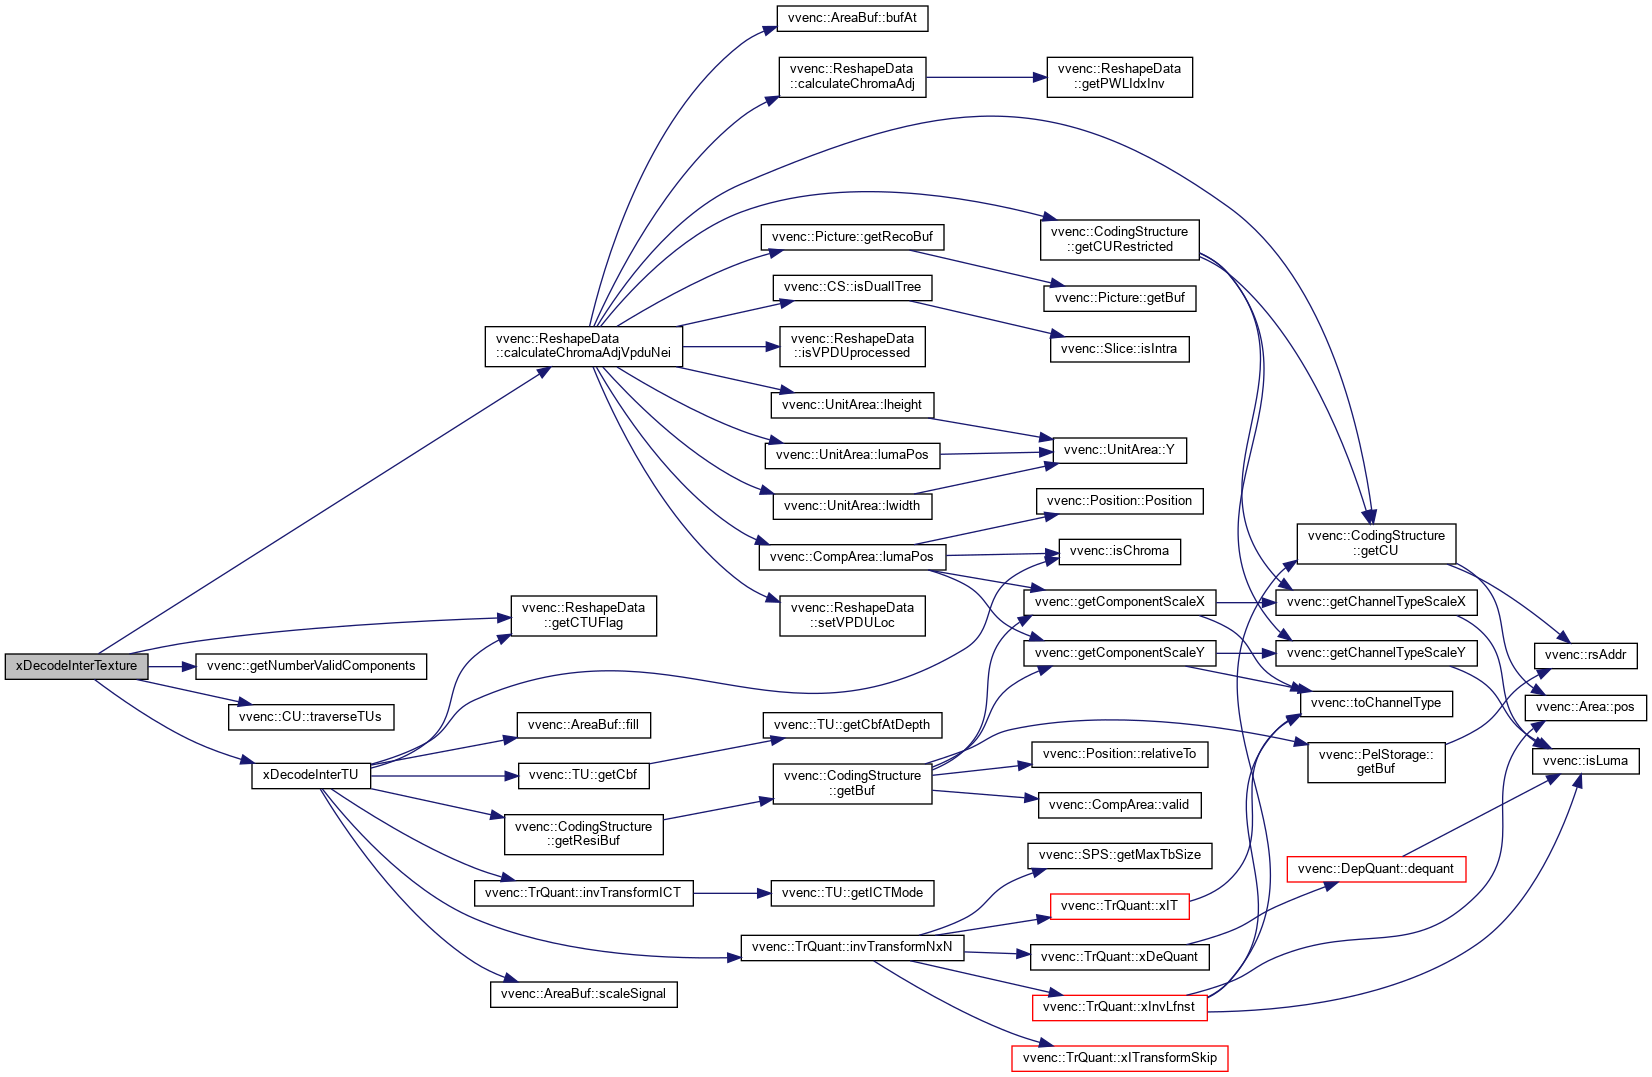 vvenc::AreaBuf::bufAt
vvenc::ReshapeData
::calculateChromaAdj
vvenc::ReshapeData
::getPWLIdxInv
vvenc::CodingStructure
::getCURestricted
vvenc::Picture::getRecoBuf
vvenc::CS::isDualITree
vvenc::Picture::getBuf
vvenc::ReshapeData
::calculateChromaAdjVpduNei
vvenc::ReshapeData
::isVPDUprocessed
vvenc::Slice::isIntra
vvenc::UnitArea::lheight
vvenc::UnitArea::lumaPos
vvenc::UnitArea::Y
vvenc::UnitArea::lwidth
vvenc::Position::Position
vvenc::CompArea::lumaPos
vvenc::isChroma
vvenc::CodingStructure
::getCU
vvenc::ReshapeData
::getCTUFlag
vvenc::ReshapeData
::setVPDULoc
vvenc::getComponentScaleX
vvenc::getChannelTypeScaleX
xDecodeInterTexture
vvenc::getNumberValidComponents
vvenc::getComponentScaleY
vvenc::getChannelTypeScaleY
vvenc::rsAddr
vvenc::CU::traverseTUs
vvenc::AreaBuf::fill
vvenc::TU::getCbfAtDepth
vvenc::toChannelType
vvenc::Area::pos
xDecodeInterTU
vvenc::TU::getCbf
vvenc::CodingStructure
::getBuf
vvenc::Position::relativeTo
vvenc::PelStorage::
getBuf
vvenc::isLuma
vvenc::CompArea::valid
vvenc::CodingStructure
::getResiBuf
vvenc::SPS::getMaxTbSize
vvenc::DepQuant::dequant
vvenc::TrQuant::invTransformICT
vvenc::TU::getICTMode
vvenc::TrQuant::xIT
vvenc::TrQuant::invTransformNxN
vvenc::TrQuant::xDeQuant
vvenc::AreaBuf::scaleSignal
vvenc::TrQuant::xInvLfnst
vvenc::TrQuant::xITransformSkip